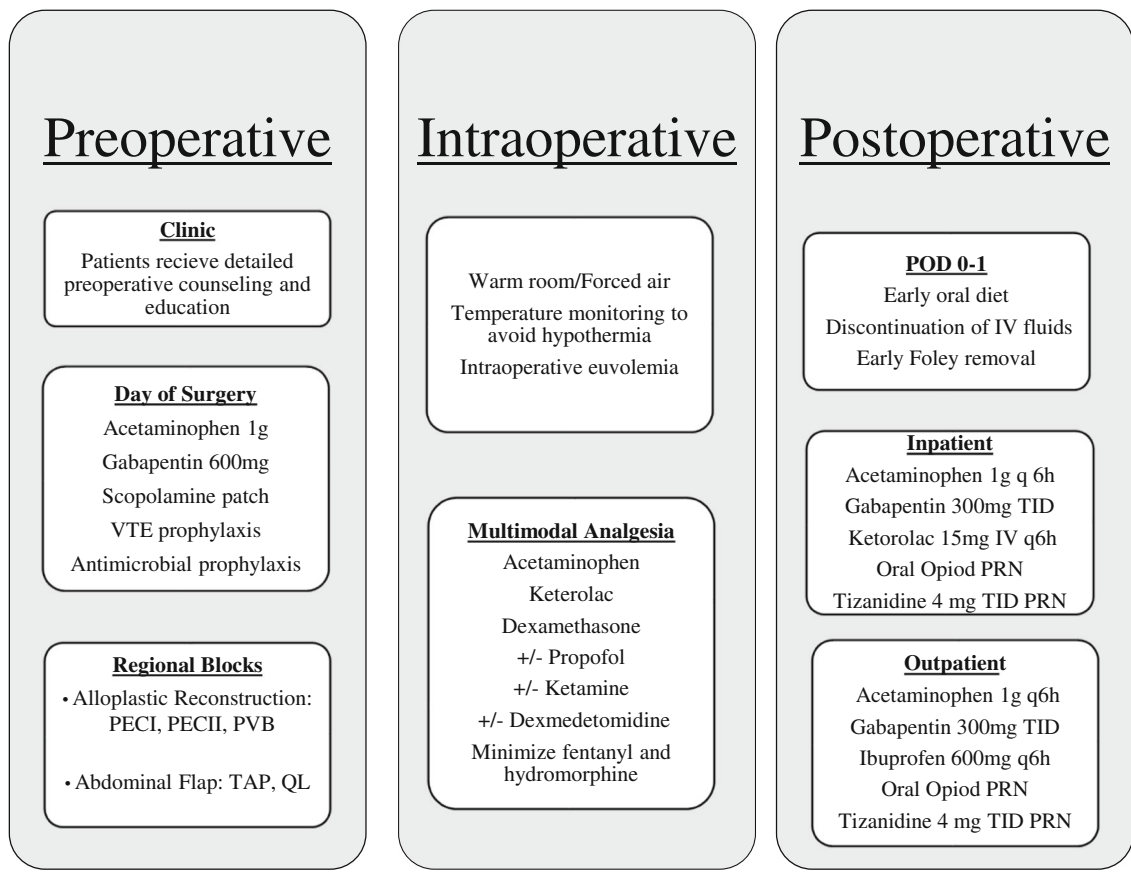 Preoperative
Clinic
Patients recieve detailed
preoperative counseling and
education
Day of Surgery
Acetaminophen 1g
Gabapentin 600mg
Scopolamine patch
VTE prophylaxis
Antimicrobial prophylaxis
Regional Blocks
• Alloplastic Reconstruction:
PECI, PECII, PVB
• Abdominal Flap: TAP, QL
Intraoperative
Warm room/Forced air
Temperature monitoring to
avoid hypothermia
Intraoperative euvolemia
Multimodal Analgesia
Acetaminophen
Keterolac
Dexamethasone
+/- Propofol
+/- Ketamine
+/- Dexmedetomidine
Minimize fentanyl and
hydromorphine
Postoperative
POD 0-1
Early oral diet
Discontinuation of IV fluids
Early Foley removal
Inpatient
Acetaminophen 1g q 6h
Gabapentin 300mg TID
Ketorolac 15mg IV q6h
Oral Opiod PRN
Tizanidine 4 mg TID PRN
Outpatient
Acetaminophen 1g q6h
Gabapentin 300mg TID
Ibuprofen 600mg q6h
Oral Opiod PRN
Tizanidine 4 mg TID PRN